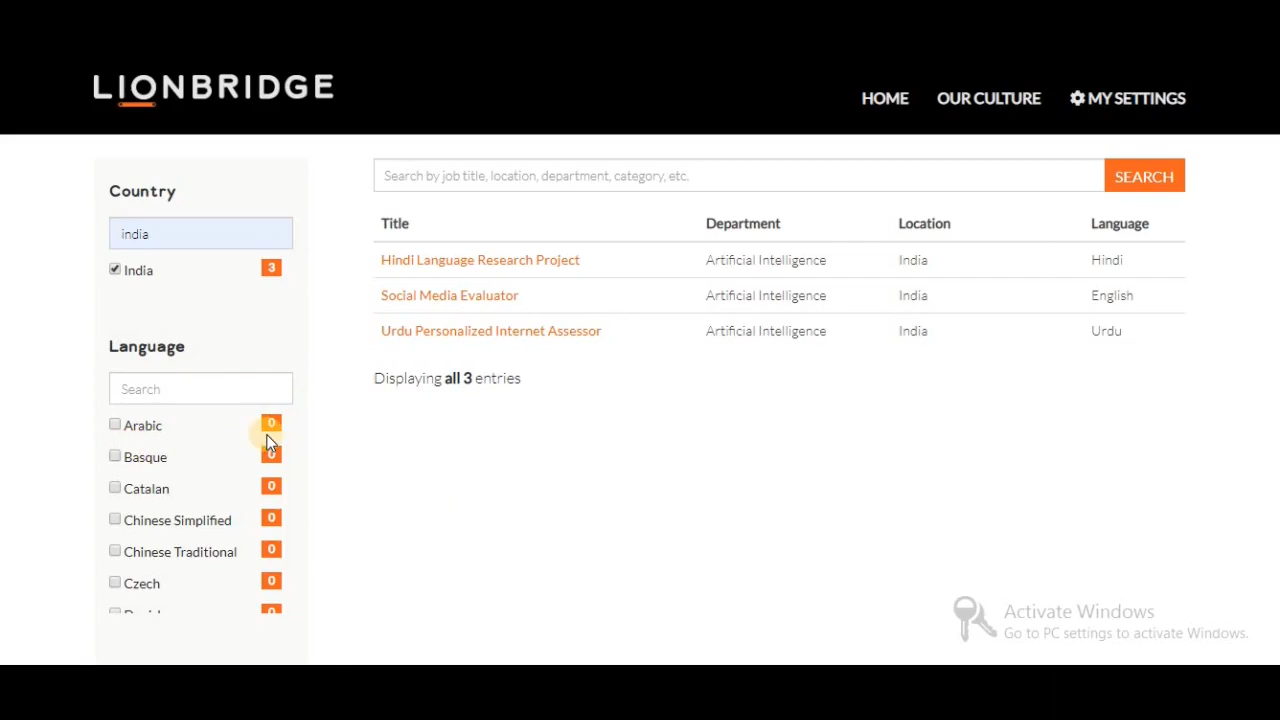 LIONBRIDGE
HOME OUR CULTURE MY SETTINGS
Country
india
India 3
Language
Search
Arabic 0
Basque 0
Catalan 0
Chinese Simplified 0
Chinese Traditional 0
Czech 0
Search by job title, location, department, category, etc. SEARCH
Title Department Location Language
Hindi Language Research Project Artificial Intelligence India Hindi
Social Media Evaluator Artificial Intelligence India English
Urdu Personalized Internet Assessor Artificial Intelligence India Urdu
Displaying all 3 entries
Activate Windows
Go to PC settings to activate Windows.